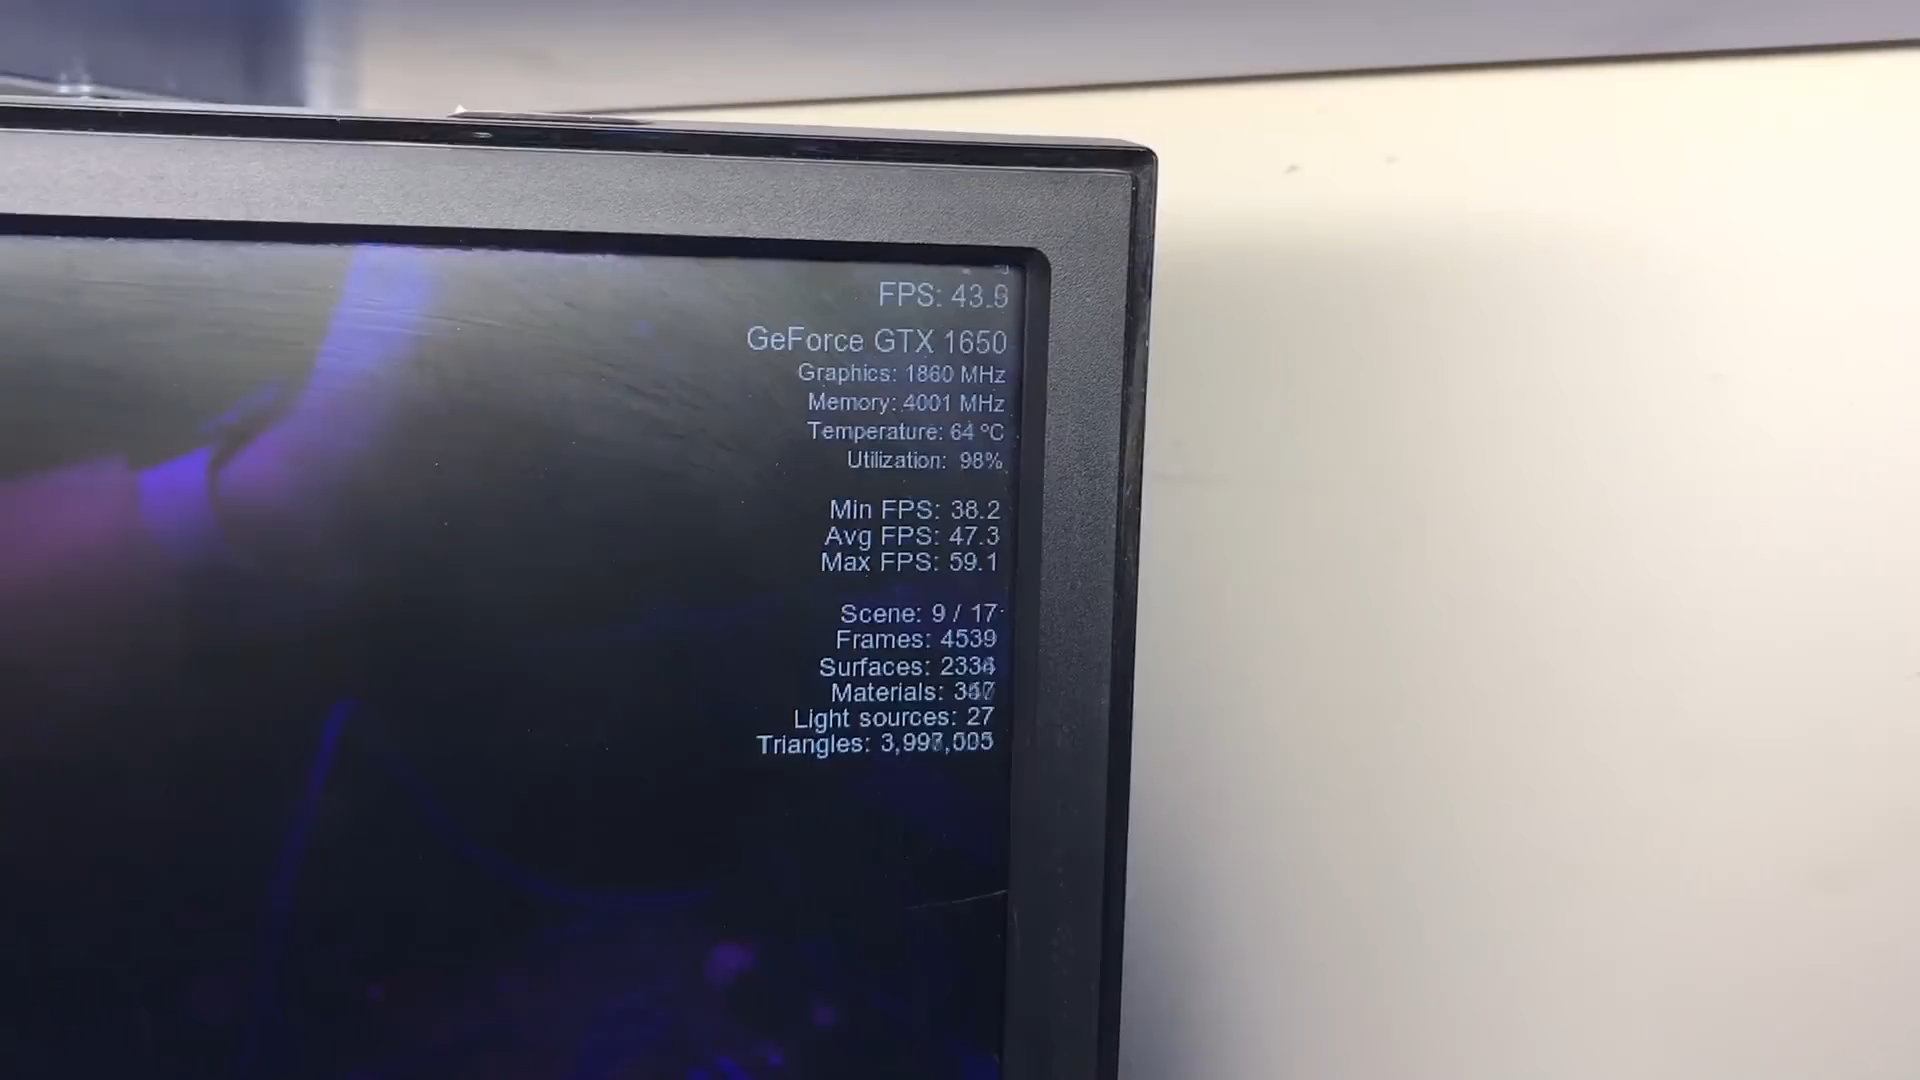 FPS:
GeForce GTX 1650
Graphics: 1860 MHz
Memory: 4001 MHz
Temperature: 64 ºC
Utilization: 98%
Min FPS: 38.2
Avg FPS: 47.3
Max FPS: 59.1
Scene: 9 / 17
Frames: 4539
Surfaces:
Materials:
Light sources: 27
Triangles: